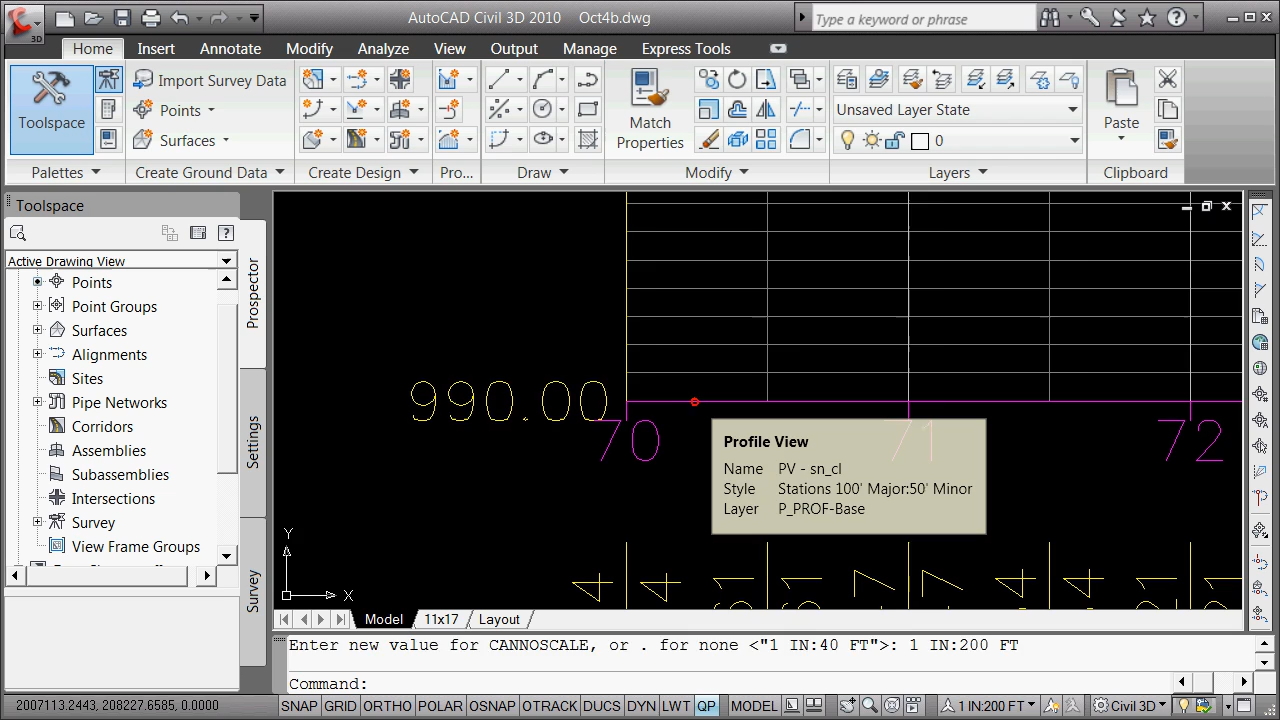 AutoCAD Civil 3D 2010 Oct4b.dwg
Type a keyword or phrase
3D
Home Insert Annotate Modify Analyze View Output Manage Express Tools
Toolspace
Import Survey Data
Points
Surfaces
Match
Properties
Unsaved Layer State
0
Paste
Palettes Create Ground Data Create Design Pro... Draw Modify Layers Clipboard
Toolspace
Active Drawing View
Points
Point Groups
Surfaces
Alignments
Sites
Pipe Networks
Corridors
Assemblies
Subassemblies
Intersections
Survey
View Frame Groups
Prospector
Settings
Survey
990.00
70
71
72
Profile View
Name PV - sn_cl
Style Stations 100' Major:50' Minor
Layer P_PROF-Base
Y
X
Model 11x17 Layout
Enter new value for CANNOSCALE, or . for none <"1 IN:40 FT">: 1 IN:200 FT
Command:
2007113.2443, 208227.6585, 0.0000
SNAP GRID ORTHO POLAR OSNAP OTRACK DUCS DYN LWT QP MODEL 1 IN:200 FT Civil 3D